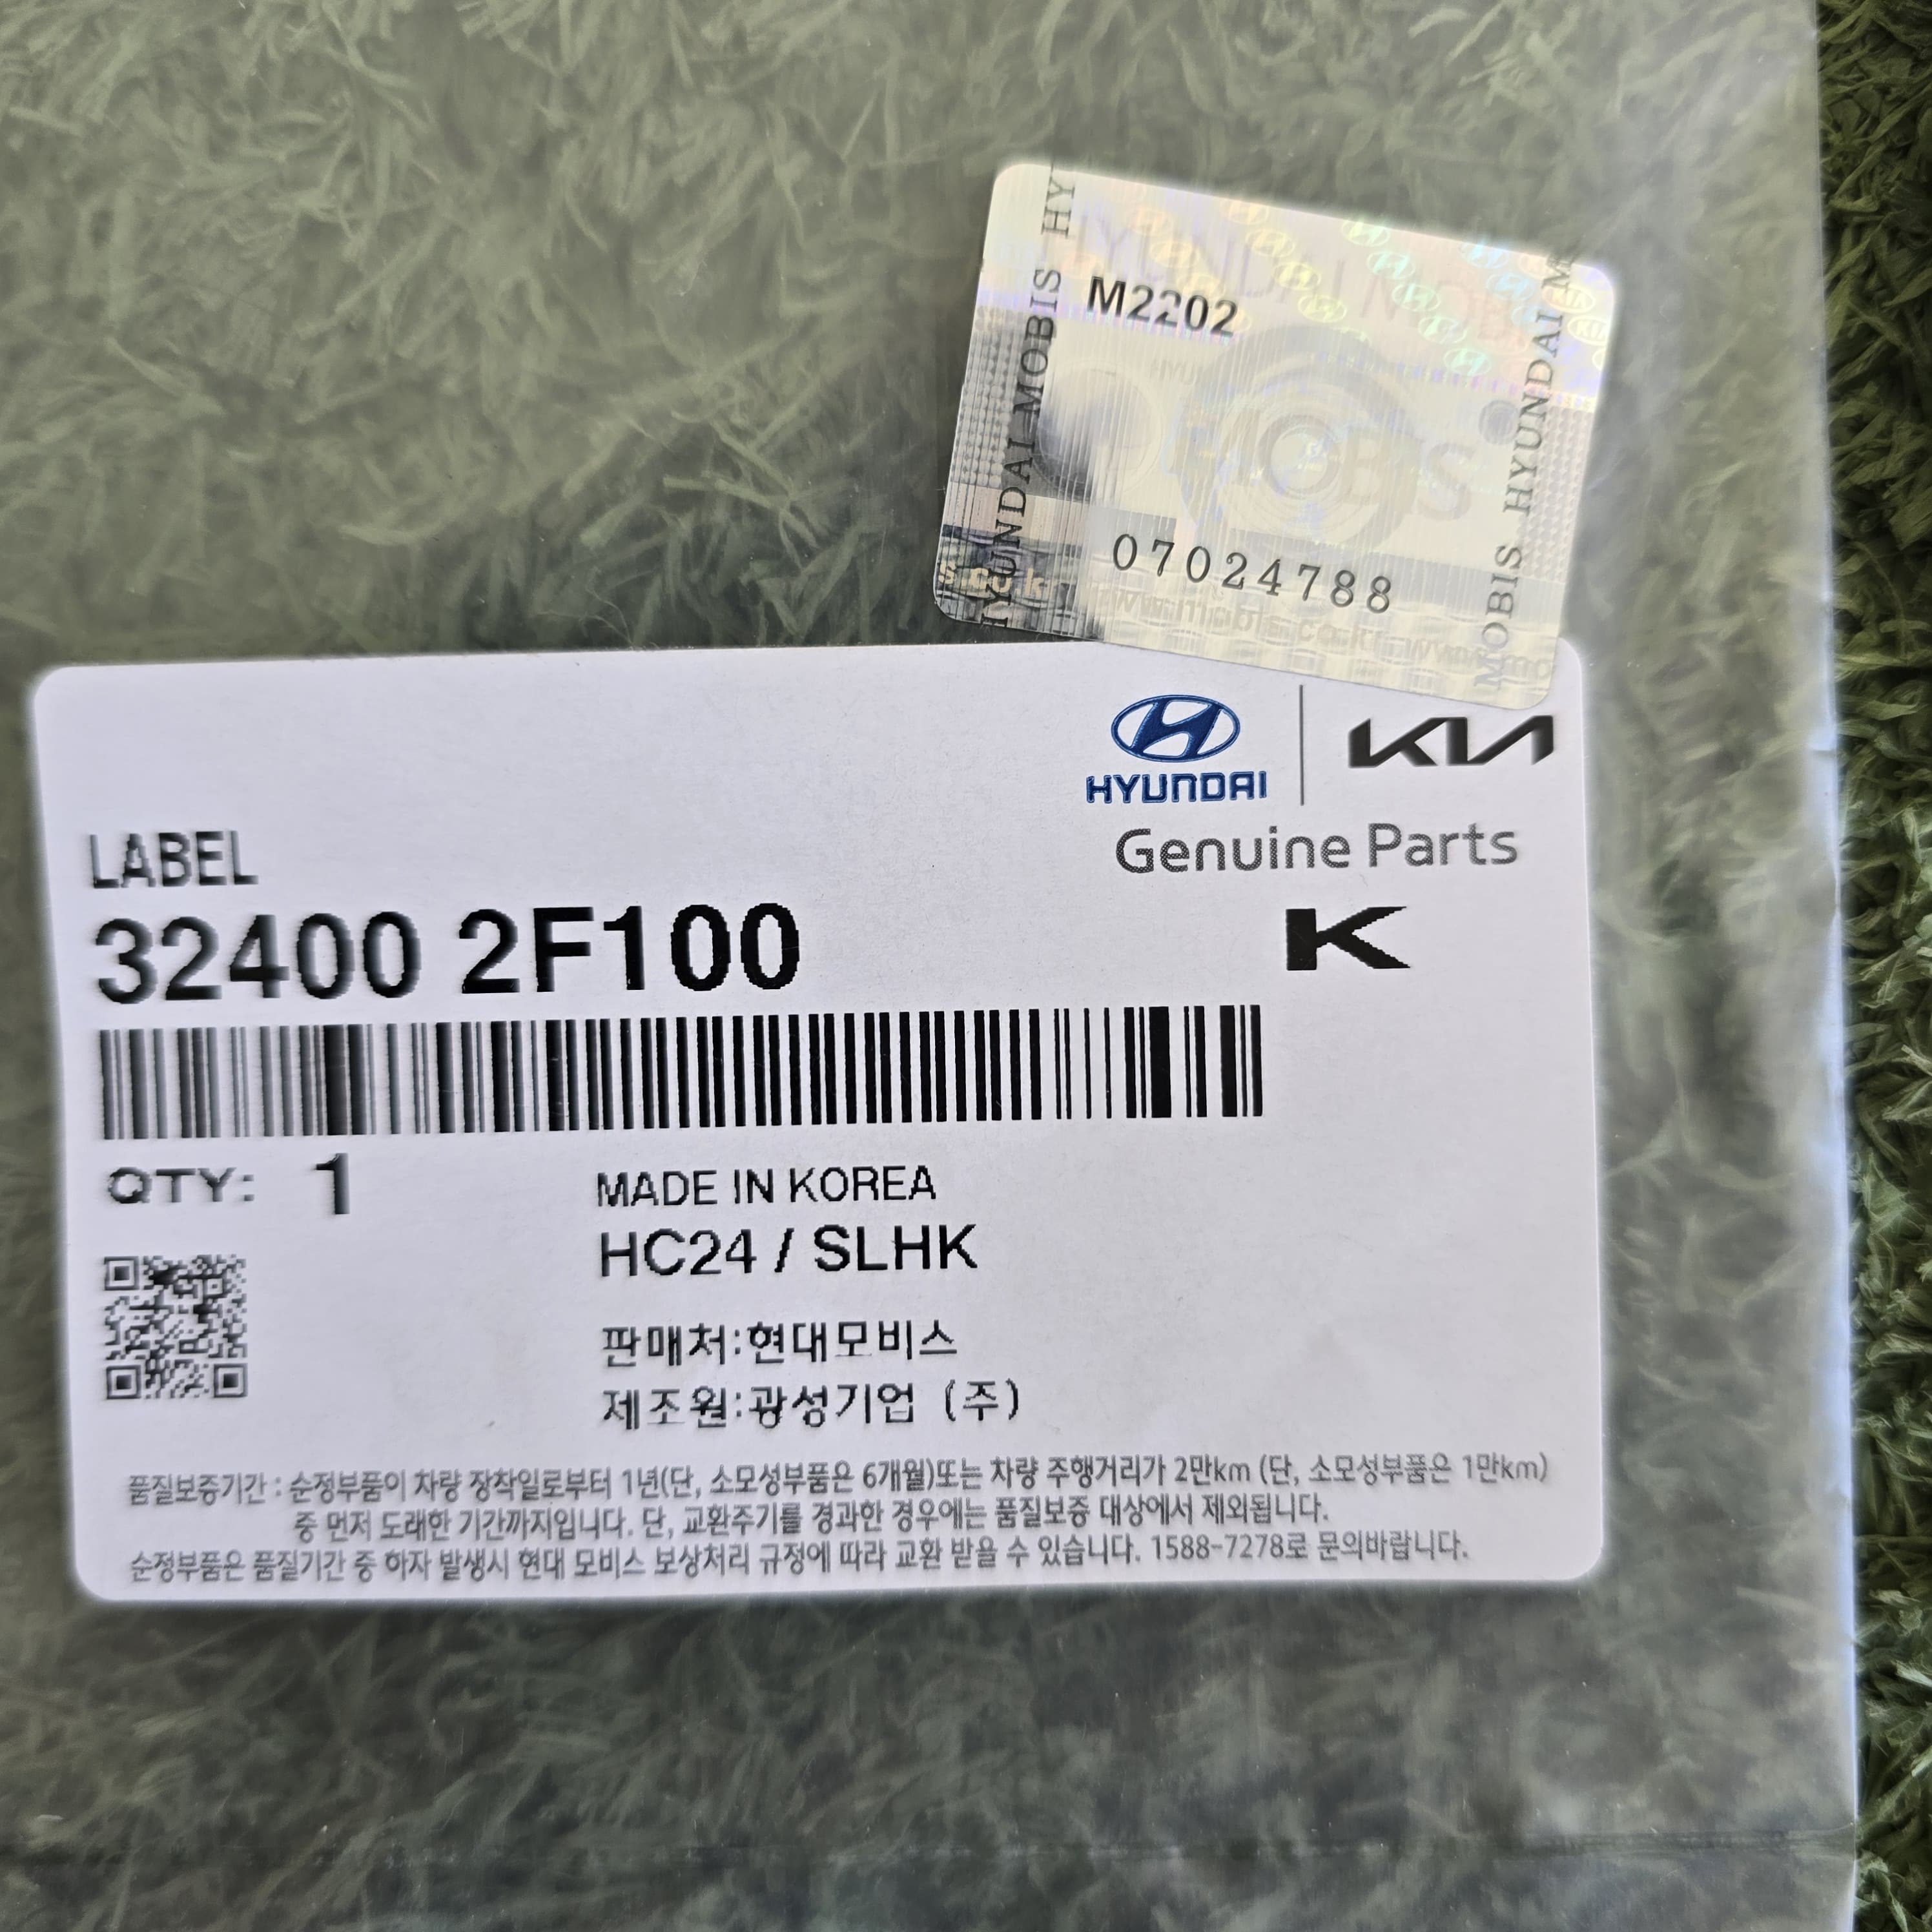 M2202
HYUNDAI MOBIS HY
MOBIS HYUNDAI M
07024788
HYUNDAI
KIA
Genuine Parts
LABEL
32400 2F100
K
QTY: 1
MADE IN KOREA
HC24 / SLHK
판매처:현대모비스
제조원:광성기업 (주)
품질보증기간 : 순정부품이 차량 장착일로부터 1년(단, 소모성부품은 6개월)또는 차량 주행거리가 2만km (단, 소모성부품은 1만km)
중 먼저 도래한 기간까지입니다. 단, 교환주기를 경과한 경우에는 품질보증 대상에서 제외됩니다.
순정부품은 품질기간 중 하자 발생시 현대 모비스 보상처리 규정에 따라 교환 받을 수 있습니다. 1588-7278로 문의바랍니다.